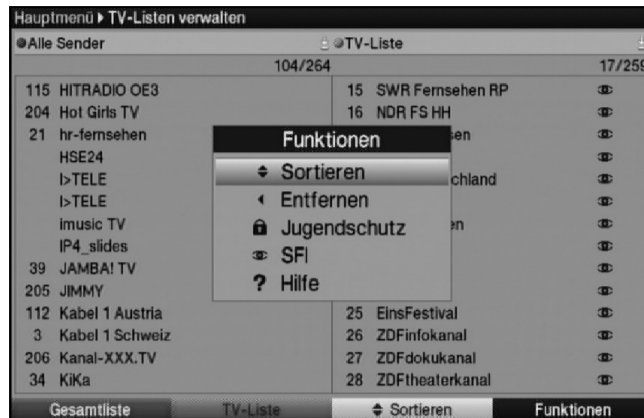 Hauptmenü ▸ TV-Listen verwalten
Alle Sender
TV-Liste
104/264
17/259
115 HITRADIO OE3
204 Hot Girls TV
21 hr-fernsehen
HSE24
I>TELE
I>TELE
imusic TV
IP4_slides
39 JAMBA! TV
205 JIMMY
112 Kabel 1 Austria
3 Kabel 1 Schweiz
206 Kanal-XXX.TV
34 KiKa
15 SWR Fernsehen RP
16 NDR FS HH
sen
chland
en
25 EinsFestival
26 ZDFinfokanal
27 ZDFdokukanal
28 ZDFtheaterkanal
Funktionen
Sortieren
Entfernen
Jugendschutz
SFI
? Hilfe
Gesamtliste
TV-Liste
Sortieren
Funktionen